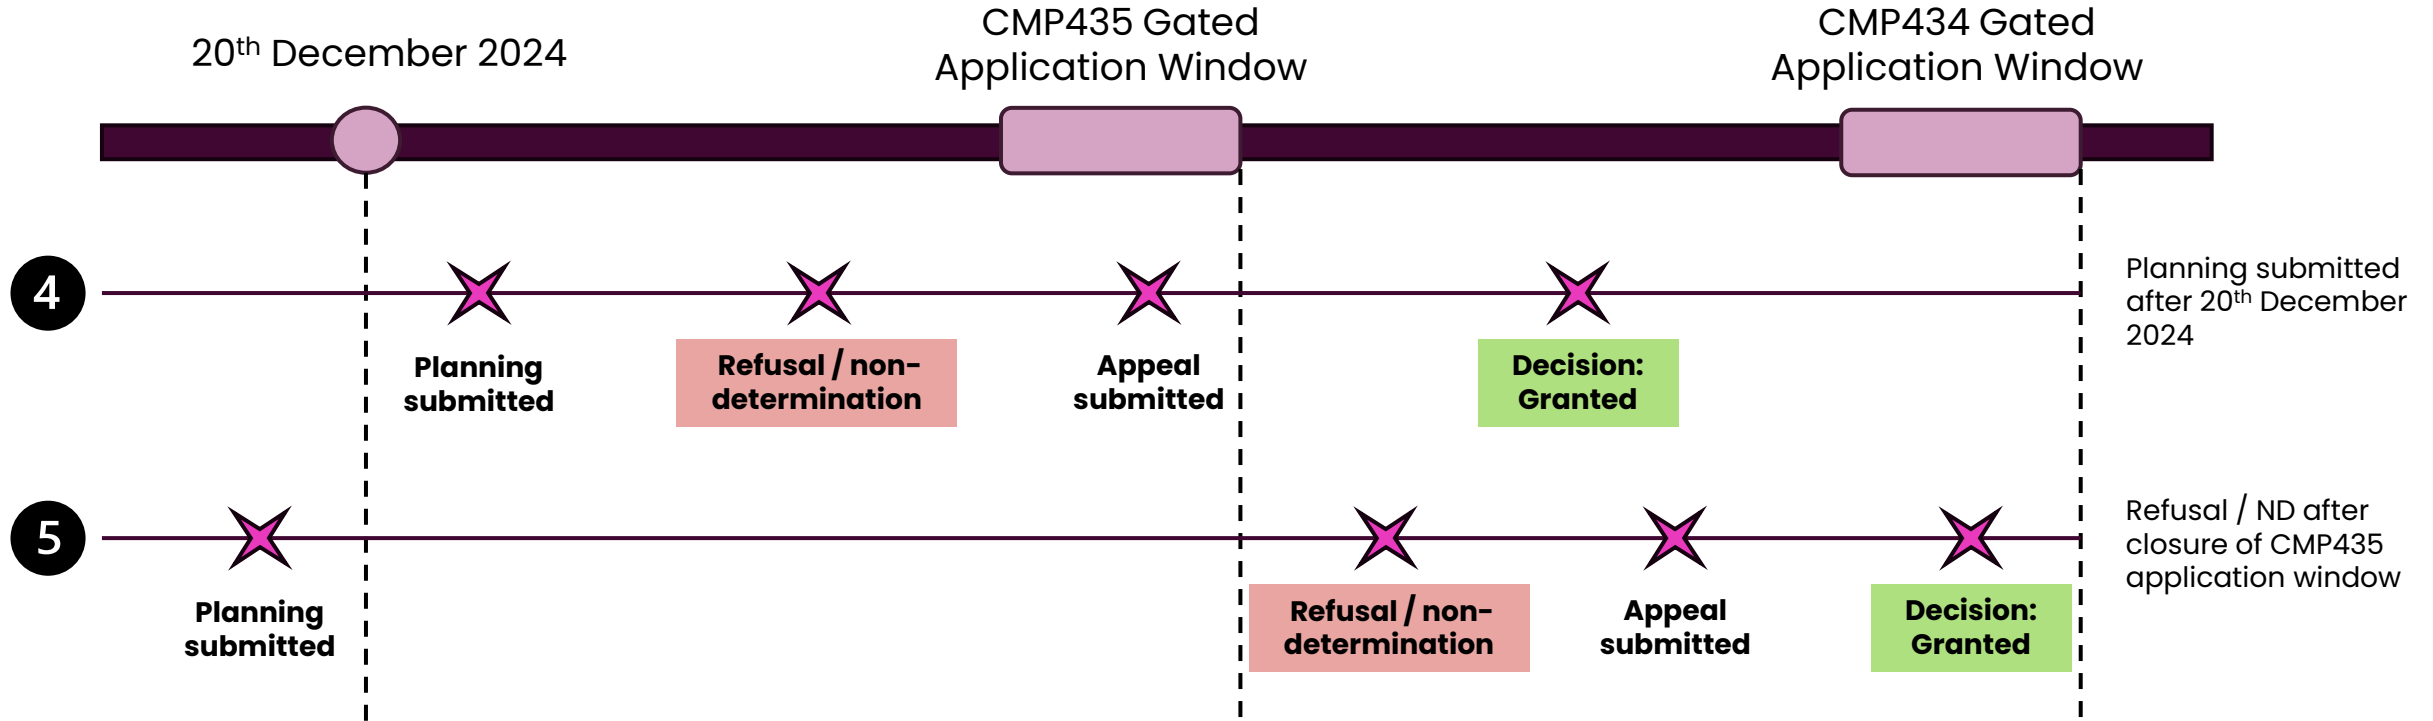 20th December 2024
CMP435 Gated
Application Window
CMP434 Gated
Application Window
4
Planning
submitted
Refusal / non-
determination
Appeal
submitted
Decision:
Granted
Planning submitted
after 20th December
2024
5
Planning
submitted
Refusal / non-
determination
Appeal
submitted
Decision:
Granted
Refusal / ND after
closure of CMP435
application window